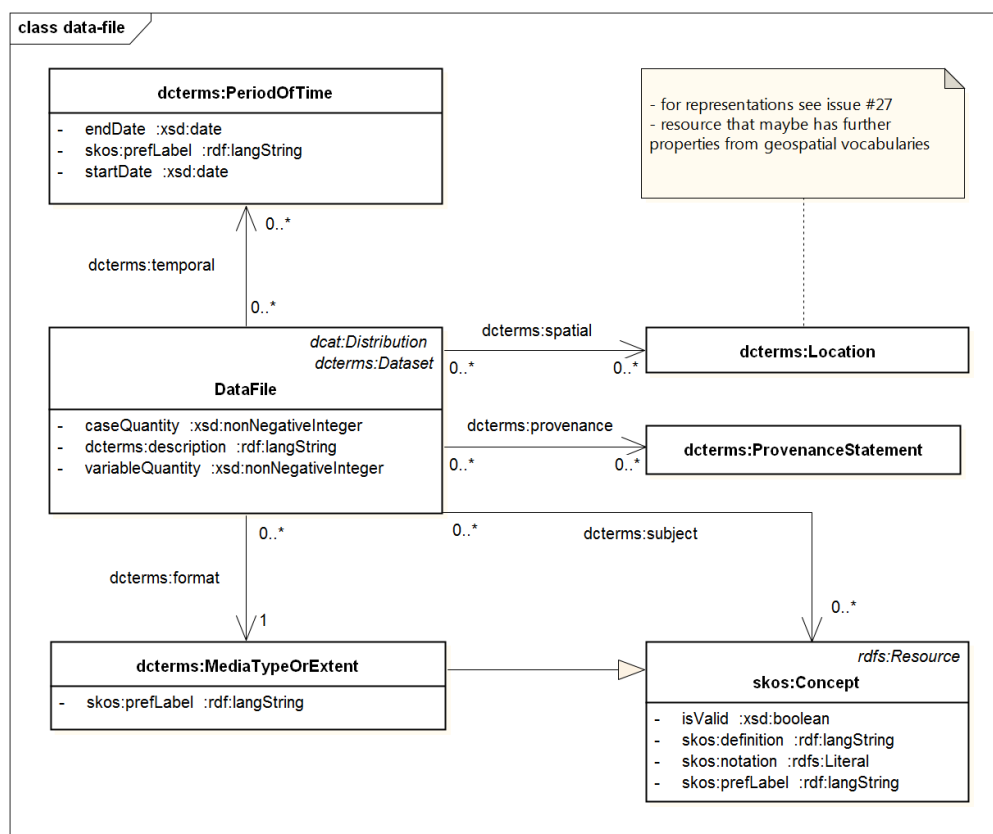 class data-file
dcterms:PeriodOfTime
- endDate :xsd:date
- skos:prefLabel :rdf:langString
- startDate :xsd:date
- for representations see issue #27
- resource that maybe has further
properties from geospatial vocabularies
0..*
dcterms:temporal
0..*
dcat:Distribution
dcterms:Dataset
DataFile
- caseQuantity :xsd:nonNegativeInteger
- dcterms:description :rdf:langString
- variableQuantity :xsd:nonNegativeInteger
dcterms:spatial
0..* 0..*
dcterms:Location
dcterms:provenance
0..* 0..*
dcterms:ProvenanceStatement
0..*
dcterms:format
1
0..*
dcterms:subject
0..*
dcterms:MediaTypeOrExtent
- skos:prefLabel :rdf:langString
rdfs:Resource
skos:Concept
- isValid :xsd:boolean
- skos:definition :rdf:langString
- skos:notation :rdfs:Literal
- skos:prefLabel :rdf:langString